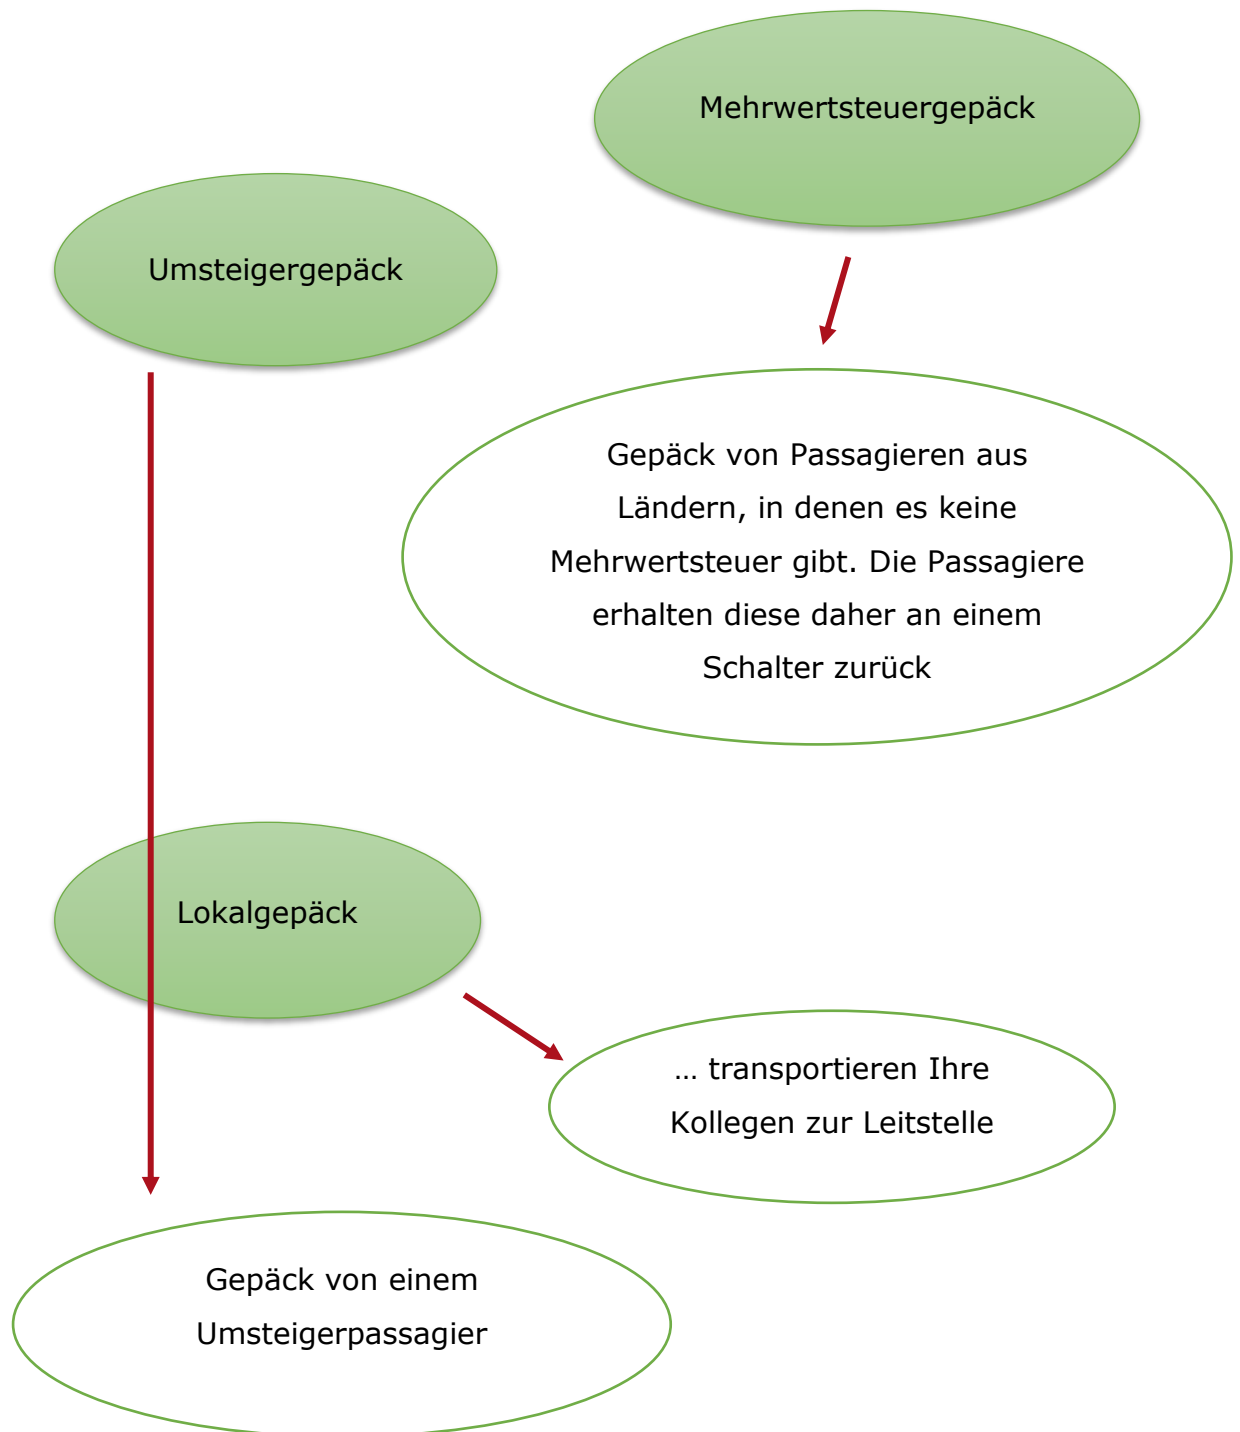 Mehrwertsteuergepäck
Umsteigergepäck
Gepäck von Passagieren aus
Ländern, in denen es keine
Mehrwertsteuer gibt. Die Passagiere
erhalten diese daher an einem
Schalter zurück
Lokalgepäck
… transportieren Ihre
Kollegen zur Leitstelle
Gepäck von einem
Umsteigerpassagier